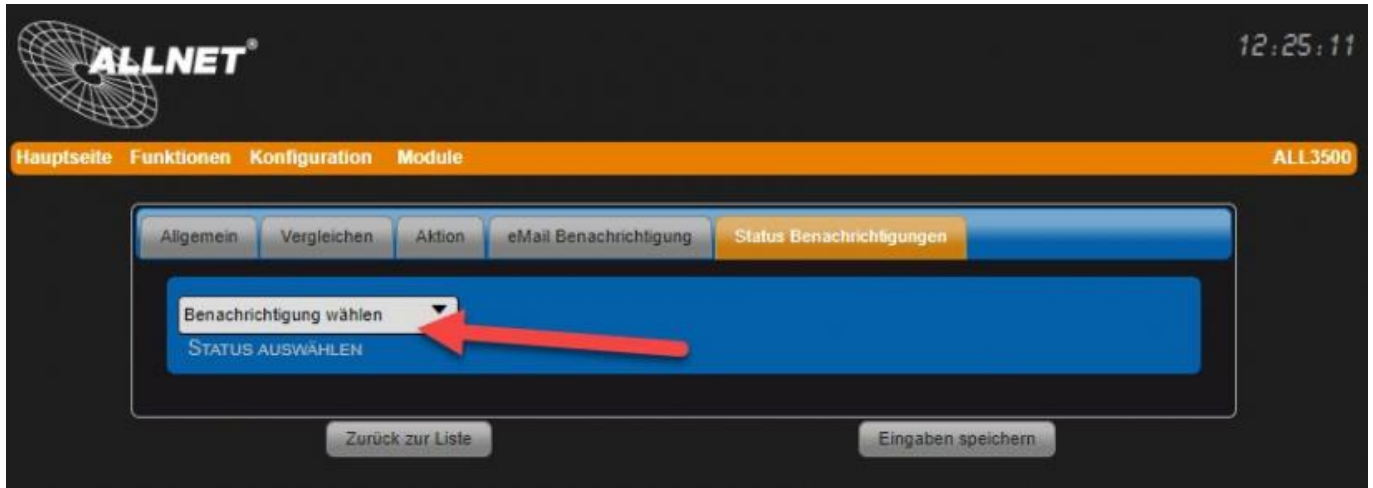 ALLNET®
12:25:11
Hauptseite Funktionen Konfiguration Module ALL3500
Allgemein Vergleichen Aktion eMail Benachrichtigung Status Benachrichtigungen
Benachrichtigung wählen
STATUS AUSWÄHLEN
Zurück zur Liste Eingaben speichern